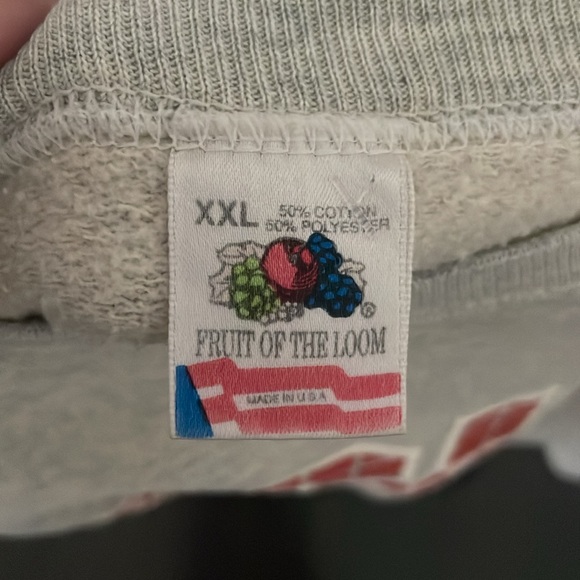 XXL
50% COTTON
50% POLYESTER
®
FRUIT OF THE LOOM
MADE IN U.S.A